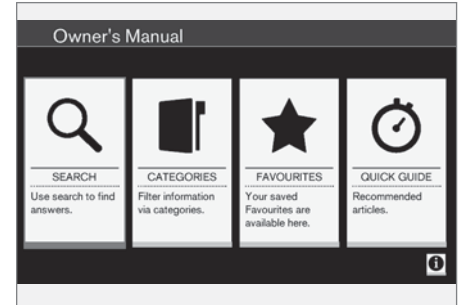 Owner's Manual
SEARCH
Use search to find
answers.
CATEGORIES
Filter information
via categories.
FAVOURITES
Your saved
Favourites are
available here.
QUICK GUIDE
Recommended
articles.
i